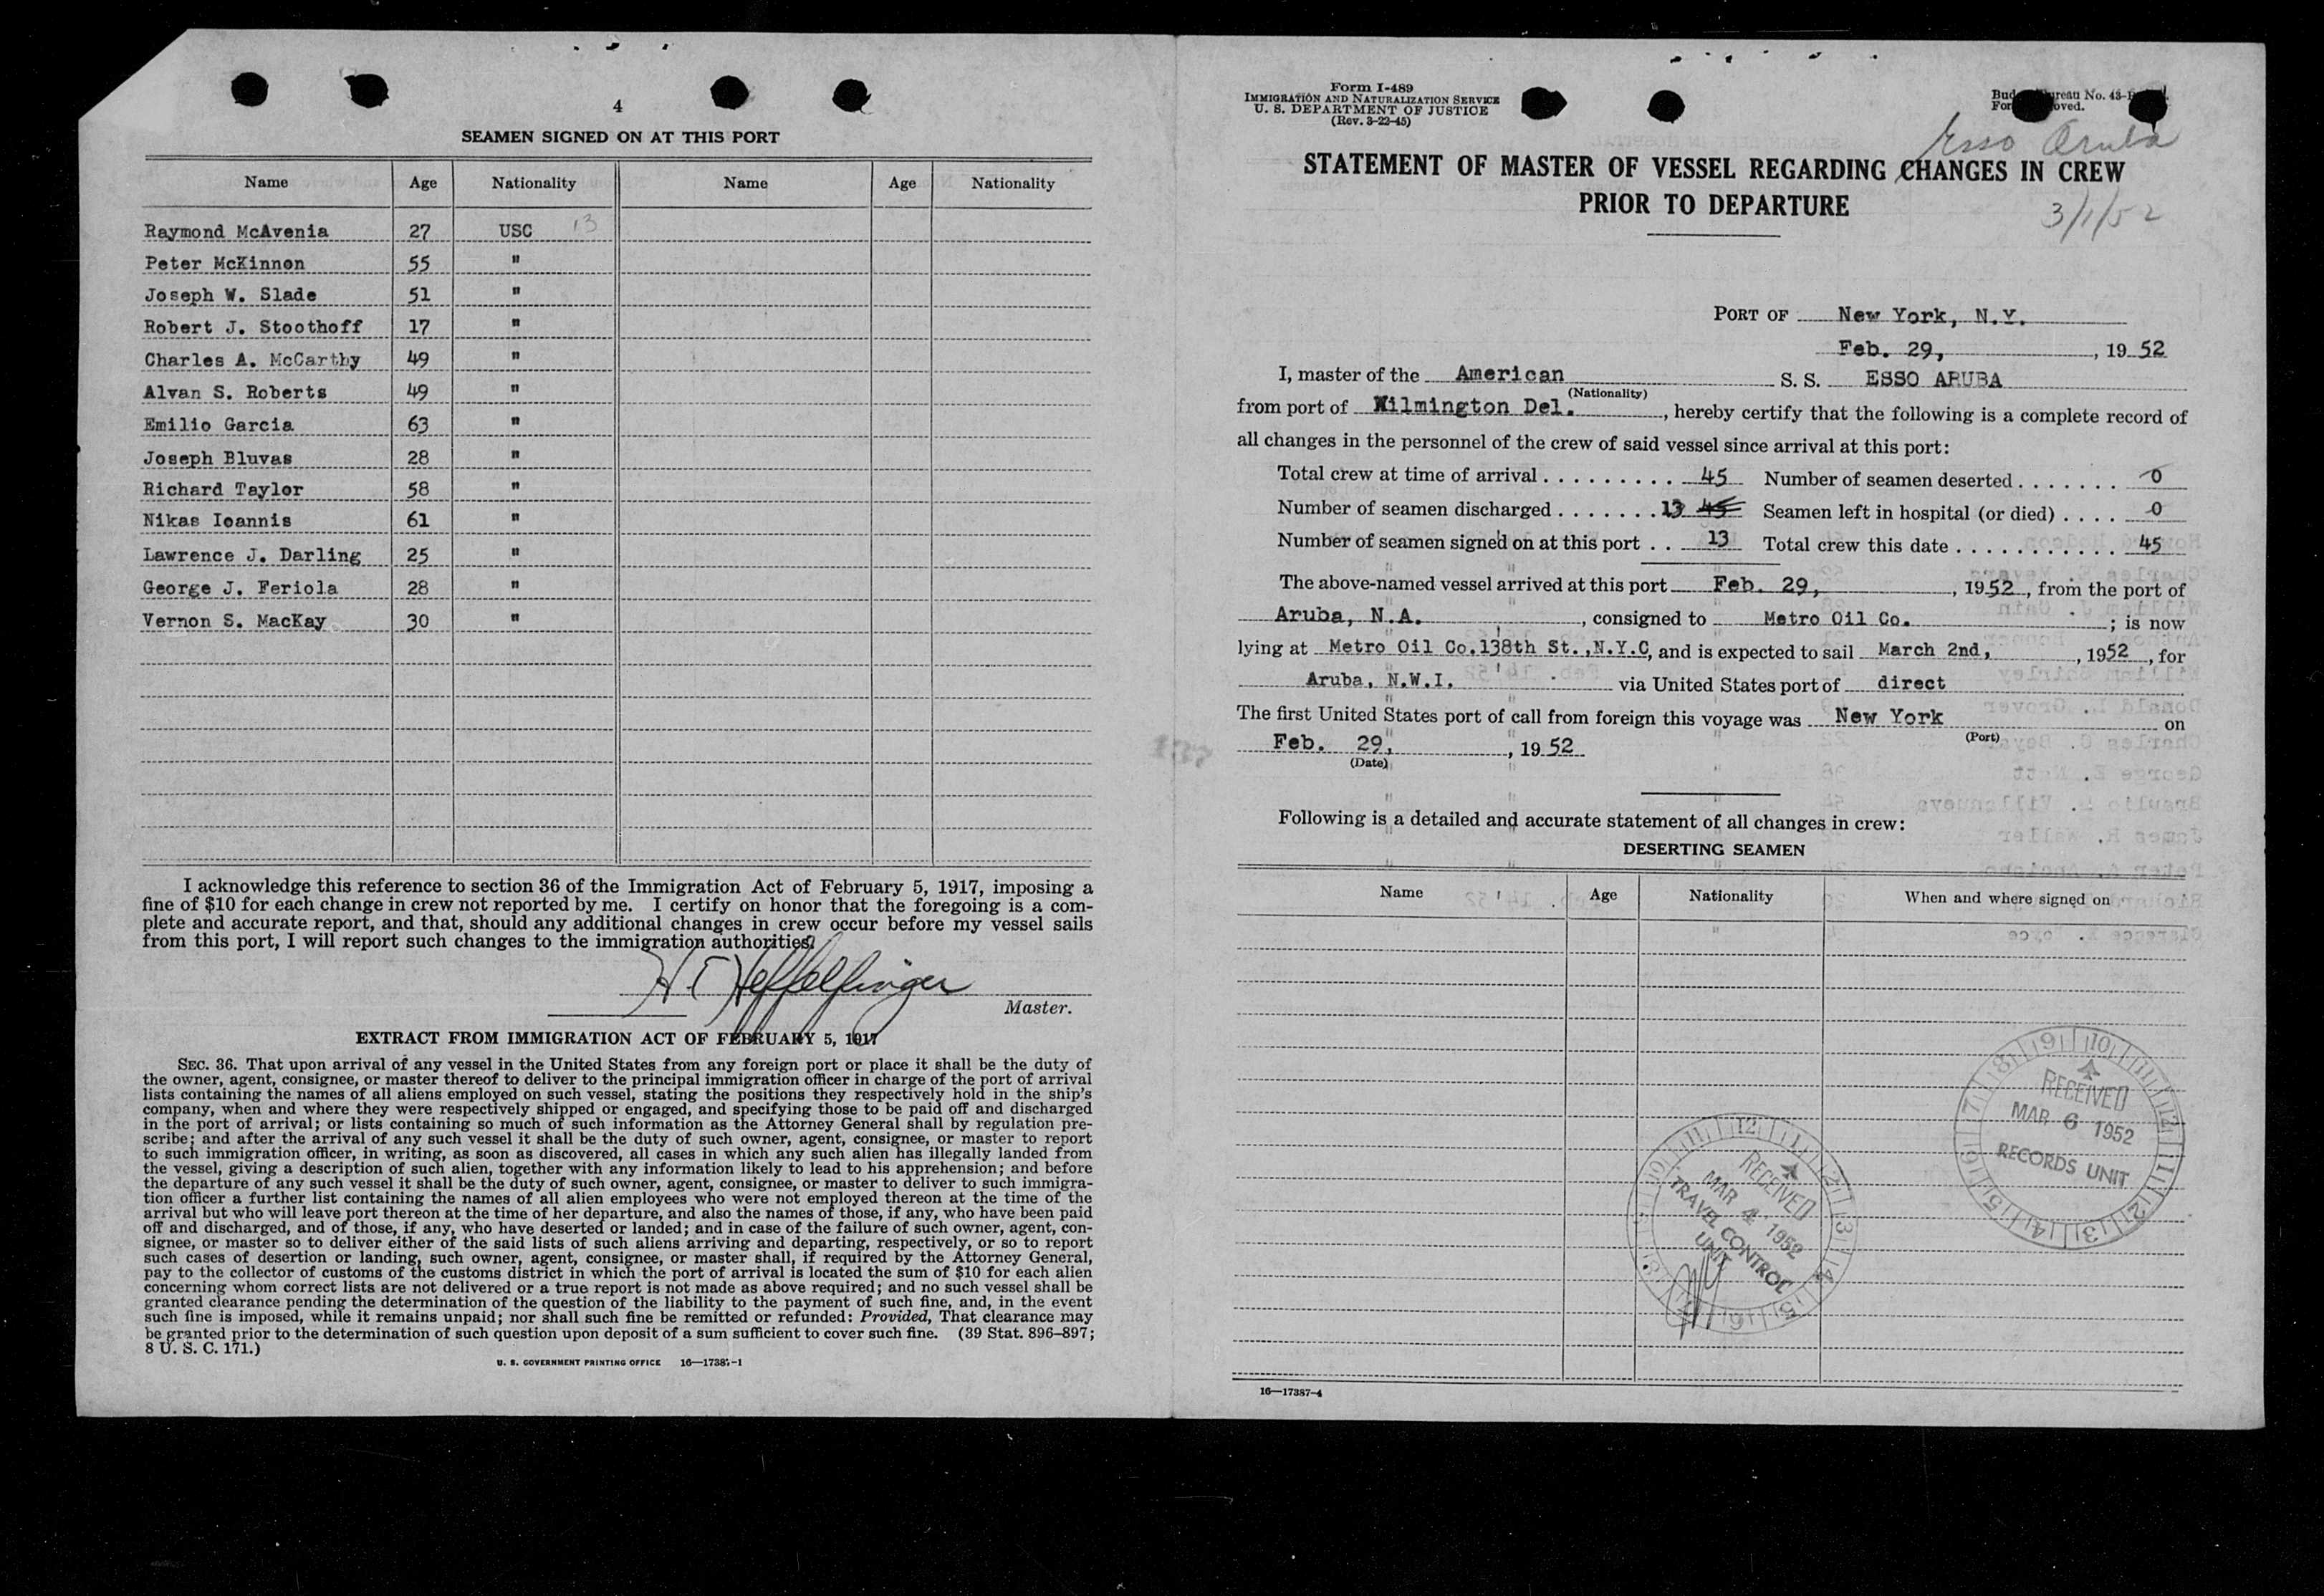 4
SEAMEN SIGNED ON AT THIS PORT
Name Age Nationality Name Age Nationality
Raymond McAvenia 27 USC 13
Peter McKinnon 55 "
Joseph W. Slade 51 "
Robert J. Stoothoff 17 "
Charles A. McCarthy 49 "
Alvan S. Roberts 49 "
Emilio Garcia 63 "
Joseph Bluvas 28 "
Richard Taylor 58 "
Nikas Ioannis 61 "
Lawrence J. Darling 25 "
George J. Feriola 28 "
Vernon S. MacKay 30 "
I acknowledge this reference to section 36 of the Immigration Act of February 5, 1917, imposing a
fine of $10 for each change in crew not reported by me. I certify on honor that the foregoing is a com-
plete and accurate report, and that, should any additional changes in crew occur before my vessel sails
from this port, I will report such changes to the immigration authorities.
H T Heffelfinger
Master.
EXTRACT FROM IMMIGRATION ACT OF FEBRUARY 5, 1917
SEC. 36. That upon arrival of any vessel in the United States from any foreign port or place it shall be the duty of
the owner, agent, consignee, or master thereof to deliver to the principal immigration officer in charge of the port of arrival
lists containing the names of all aliens employed on such vessel, stating the positions they respectively hold in the ship's
company, when and where they were respectively shipped or engaged, and specifying those to be paid off and discharged
in the port of arrival; or lists containing so much of such information as the Attorney General shall by regulation pre-
scribe; and after the arrival of any such vessel it shall be the duty of such owner, agent, consignee, or master to report
to such immigration officer, in writing, as soon as discovered, all cases in which any such alien has illegally landed from
the vessel, giving a description of such alien, together with any information likely to lead to his apprehension; and before
the departure of any such vessel it shall be the duty of such owner, agent, consignee, or master to deliver to such immigra-
tion officer a further list containing the names of all alien employees who were not employed thereon at the time of the
arrival but who will leave port thereon at the time of her departure, and also the names of those, if any, who have been paid
off and discharged, and of those, if any, who have deserted or landed; and in case of the failure of such owner, agent, con-
signee, or master so to deliver either of the said lists of such aliens arriving and departing, respectively, or so to report
such cases of desertion or landing, such owner, agent, consignee, or master shall, if required by the Attorney General,
pay to the collector of customs of the customs district in which the port of arrival is located the sum of $10 for each alien
concerning whom correct lists are not delivered or a true report is not made as above required; and no such vessel shall be
granted clearance pending the determination of the question of the liability to the payment of such fine, and, in the event
such fine is imposed, while it remains unpaid; nor shall such fine be remitted or refunded: Provided, That clearance may
be granted prior to the determination of such question upon deposit of a sum sufficient to cover such fine. (39 Stat. 896–897;
8 U. S. C. 171.)
U. S. GOVERNMENT PRINTING OFFICE 16—17387-1
Form I-489
IMMIGRATION AND NATURALIZATION SERVICE
U. S. DEPARTMENT OF JUSTICE
(Rev. 3-22-45)
No. 43-
Esso Aruba
STATEMENT OF MASTER OF VESSEL REGARDING CHANGES IN CREW
PRIOR TO DEPARTURE
3/1/52
PORT OF New York, N.Y.
Feb. 29, , 19 52
I, master of the American S. S. ESSO ARUBA
(Nationality)
from port of Wilmington Del. , hereby certify that the following is a complete record of
all changes in the personnel of the crew of said vessel since arrival at this port:
Total crew at time of arrival . . . . . . . . . 45 Number of seamen deserted . . . . . . . 0
Number of seamen discharged . . . . . . . 13 45 Seamen left in hospital (or died) . . . . 0
Number of seamen signed on at this port . . 13 Total crew this date . . . . . . . . . . . . 45
The above-named vessel arrived at this port Feb. 29, , 1952 , from the port of
Aruba, N.A. , consigned to Metro Oil Co. ; is now
lying at Metro Oil Co.138th St.,N.Y.C, and is expected to sail March 2nd, , 1952 , for
Aruba, N.W.I. via United States port of direct
The first United States port of call from foreign this voyage was New York on
(Port)
Feb. 29, , 19 52
(Date)
Following is a detailed and accurate statement of all changes in crew:
DESERTING SEAMEN
Name Age Nationality When and where signed on
RECEIVED
MAR 6 1952
RECORDS UNIT
RECEIVED
MAR 4 1952
TRAVEL CONTROL
UNIT
16—17387-4